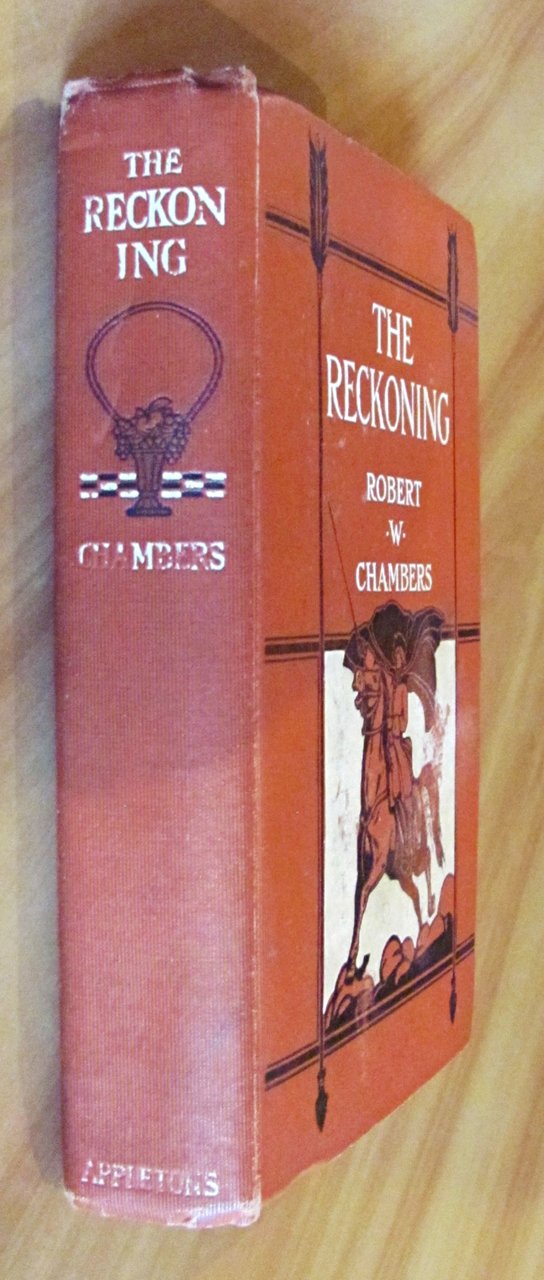 THE
RECKON
ING
CHAMBERS
APPLETONS
THE
RECKONING
ROBERT
·W·
CHAMBERS